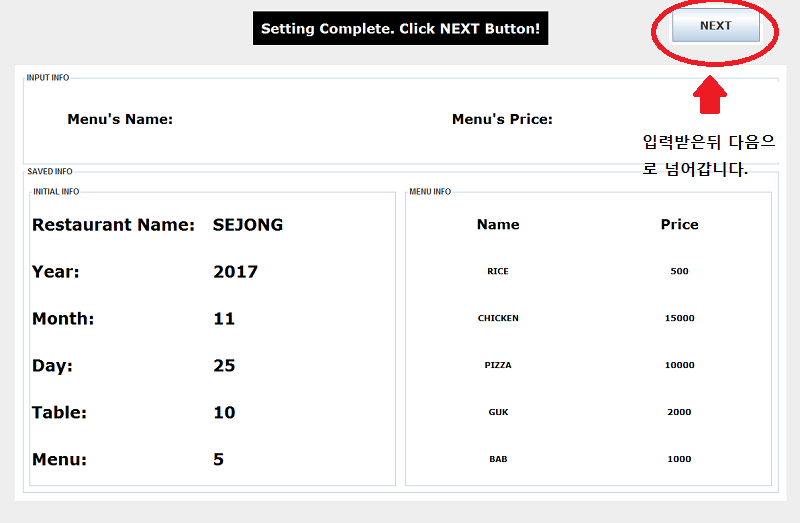 Setting Complete. Click NEXT Button!
NEXT
INPUT INFO
Menu's Name:
Menu's Price:
입력받은뒤 다음으
로 넘어갑니다.
SAVED INFO
INITIAL INFO
Restaurant Name: SEJONG
Year: 2017
Month: 11
Day: 25
Table: 10
Menu: 5
MENU INFO
Name Price
RICE 500
CHICKEN 15000
PIZZA 10000
GUK 2000
BAB 1000